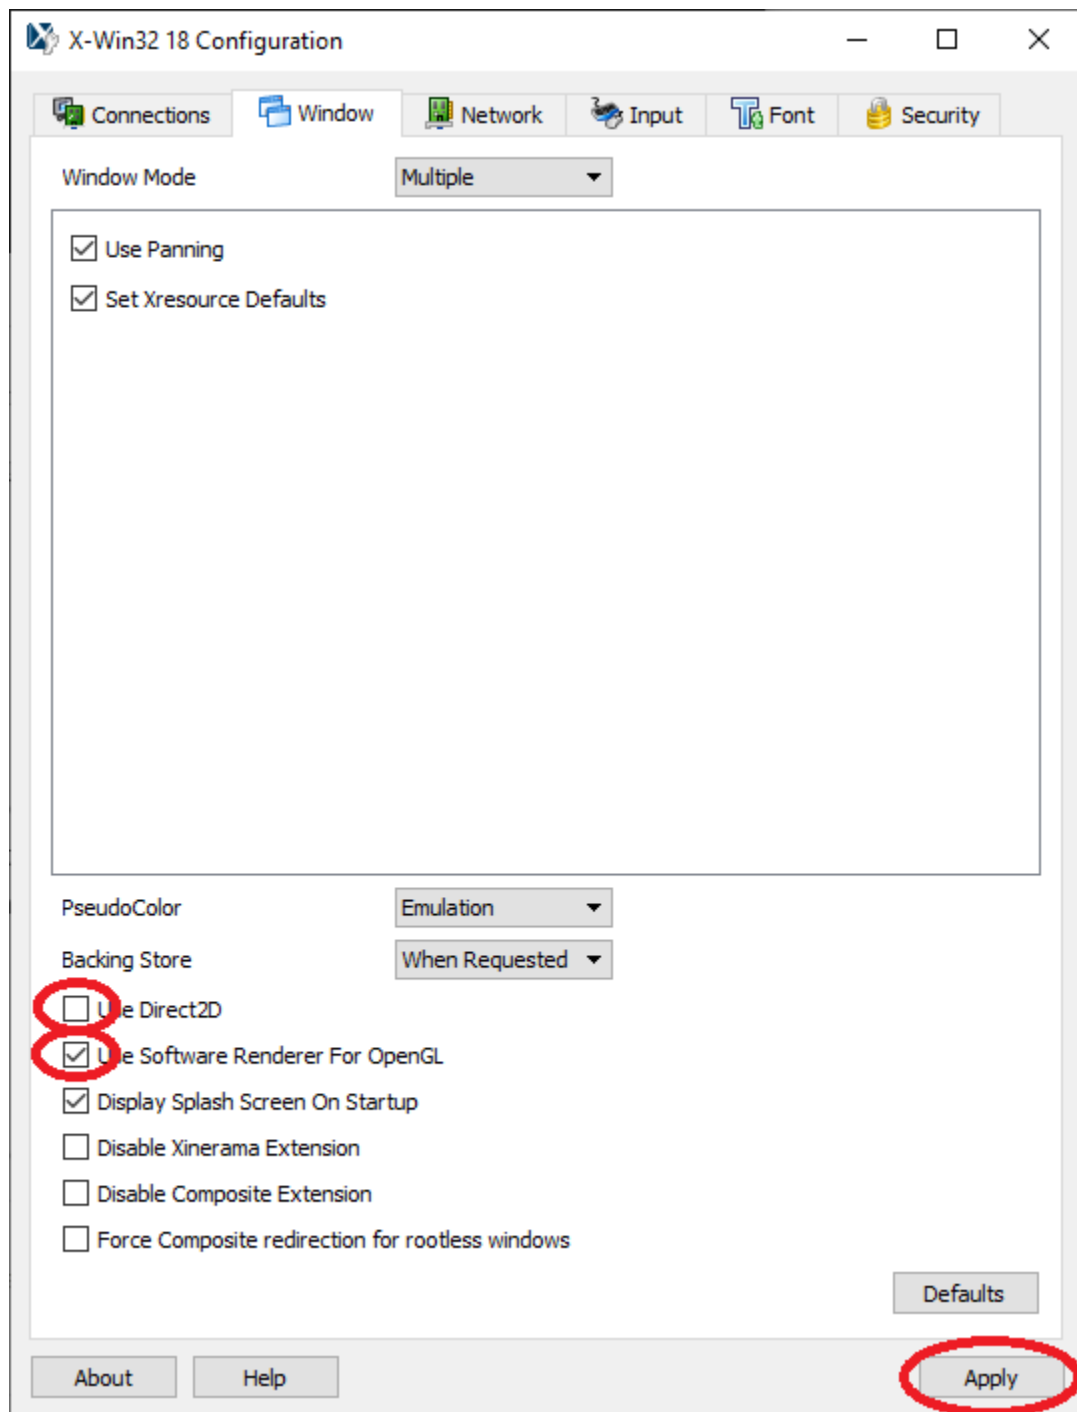 X-Win32 18 Configuration
Connections Window Network Input Font Security
Window Mode Multiple
Use Panning
Set Xresource Defaults
PseudoColor Emulation
Backing Store When Requested
Use Direct2D
Use Software Renderer For OpenGL
Display Splash Screen On Startup
Disable Xinerama Extension
Disable Composite Extension
Force Composite redirection for rootless windows
Defaults
About Help Apply